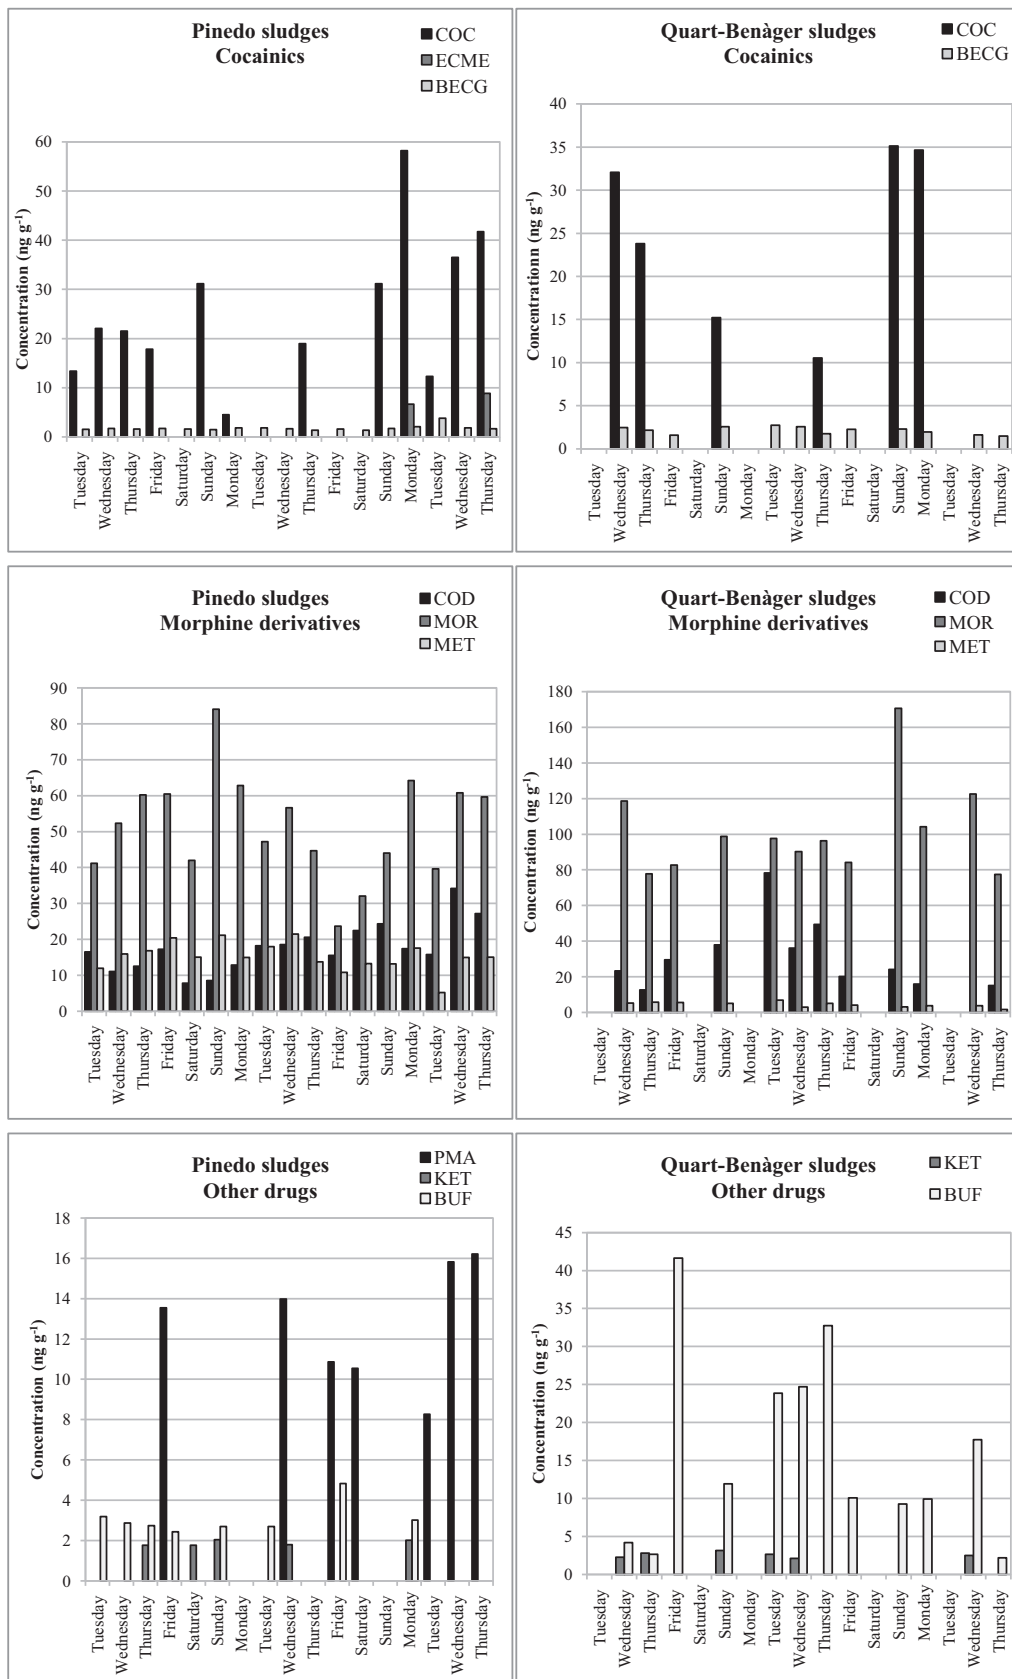 Pinedo sludges
Cocainics
COC
ECME
BECG
Concentration (ng g-1)
60
50
40
30
20
10
0
Tuesday
Wednesday
Thursday
Friday
Saturday
Sunday
Monday
Tuesday
Wednesday
Thursday
Friday
Saturday
Sunday
Monday
Tuesday
Wednesday
Thursday
Quart-Benàger sludges
Cocainics
COC
BECG
Concentrationn (ng g-1)
40
35
30
25
20
15
10
5
0
Tuesday
Wednesday
Thursday
Friday
Saturday
Sunday
Monday
Tuesday
Wednesday
Thursday
Friday
Saturday
Sunday
Monday
Tuesday
Wednesday
Thursday
Pinedo sludges
Morphine derivatives
COD
MOR
MET
Concentration (ng g-1)
90
80
70
60
50
40
30
20
10
0
Tuesday
Wednesday
Thursday
Friday
Saturday
Sunday
Monday
Tuesday
Wednesday
Thursday
Friday
Saturday
Sunday
Monday
Tuesday
Wednesday
Thursday
Quart-Benàger sludges
Morphine derivatives
COD
MOR
MET
Concentration (ng g-1)
180
160
140
120
100
80
60
40
20
0
Tuesday
Wednesday
Thursday
Friday
Saturday
Sunday
Monday
Tuesday
Wednesday
Thursday
Friday
Saturday
Sunday
Monday
Tuesday
Wednesday
Thursday
Pinedo sludges
Other drugs
PMA
KET
BUF
Concentration (ng g-1)
18
16
14
12
10
8
6
4
2
0
Tuesday
Wednesday
Thursday
Friday
Saturday
Sunday
Monday
Tuesday
Wednesday
Thursday
Friday
Saturday
Sunday
Monday
Tuesday
Wednesday
Thursday
Quart-Benàger sludges
Other drugs
KET
BUF
Concentration (ng g-1)
45
40
35
30
25
20
15
10
5
0
Tuesday
Wednesday
Thursday
Friday
Saturday
Sunday
Monday
Tuesday
Wednesday
Thursday
Friday
Saturday
Sunday
Monday
Tuesday
Wednesday
Thursday